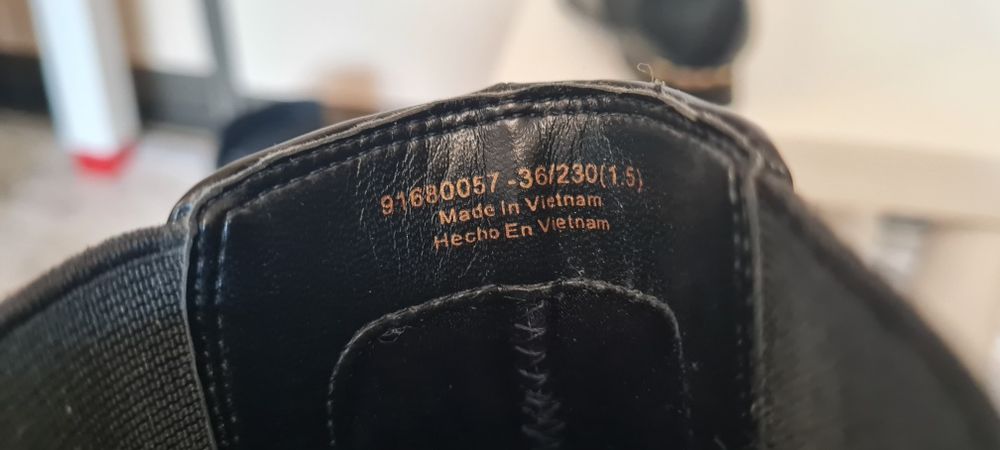 91680057 -36/230(1.5)
Made In Vietnam
Hecho En Vietnam